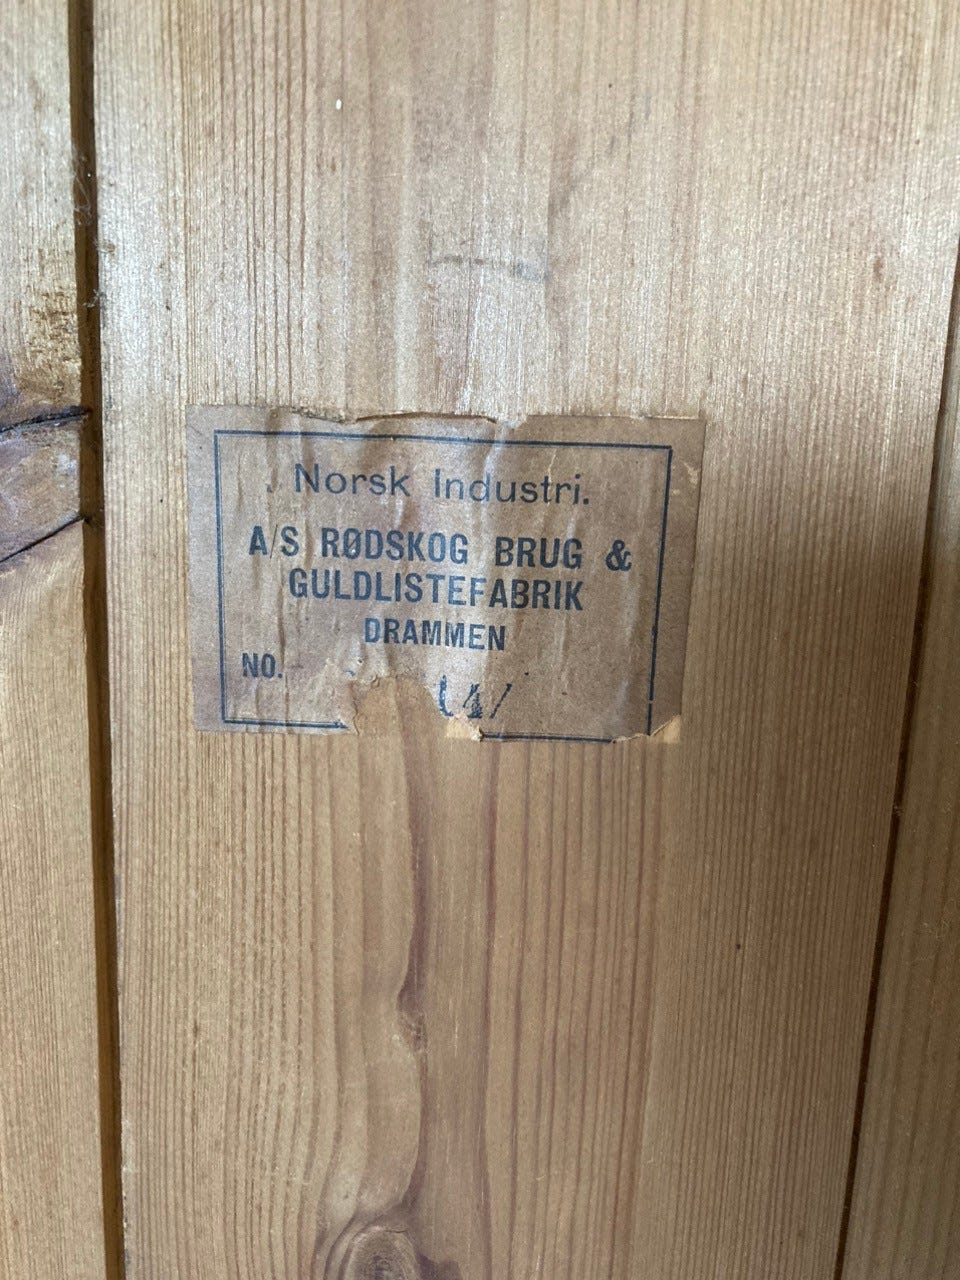 Norsk Industri.
A/S RØDSKOG BRUG &
GULDLISTEFABRIK
DRAMMEN
NO.